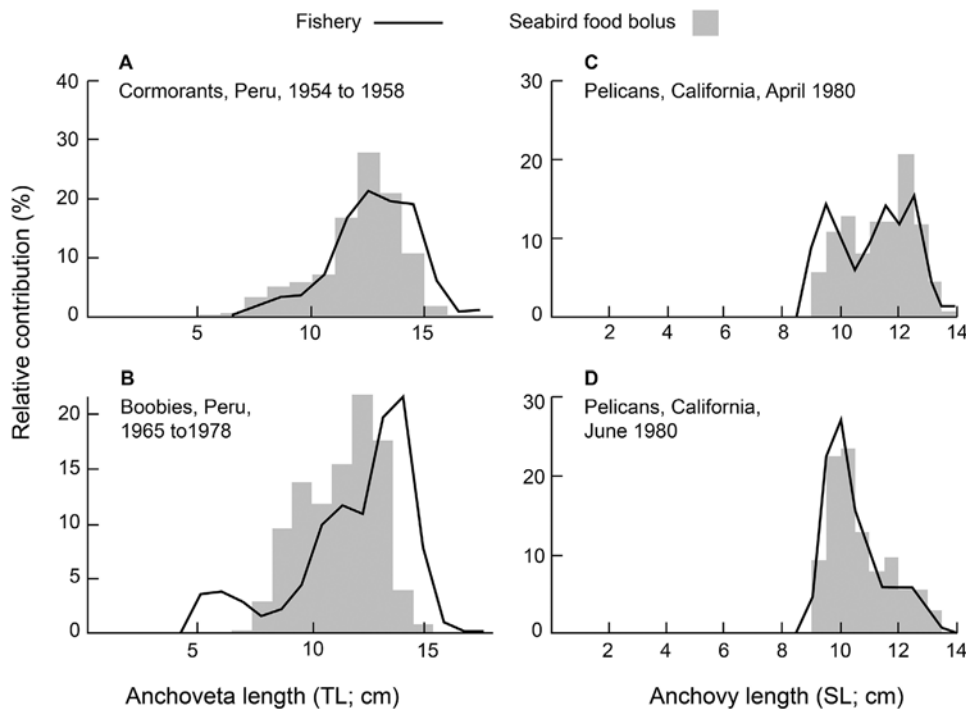 Fishery
Seabird food bolus
Relative contribution (%)
A
Cormorants, Peru, 1954 to 1958
40
30
20
10
0
5
10
15
B
Boobies, Peru,
1965 to1978
20
15
10
5
0
5
10
15
Anchoveta length (TL; cm)
C
Pelicans, California, April 1980
30
20
10
0
2
4
6
8
10
12
14
D
Pelicans, California,
June 1980
30
20
10
0
2
4
6
8
10
12
14
Anchovy length (SL; cm)